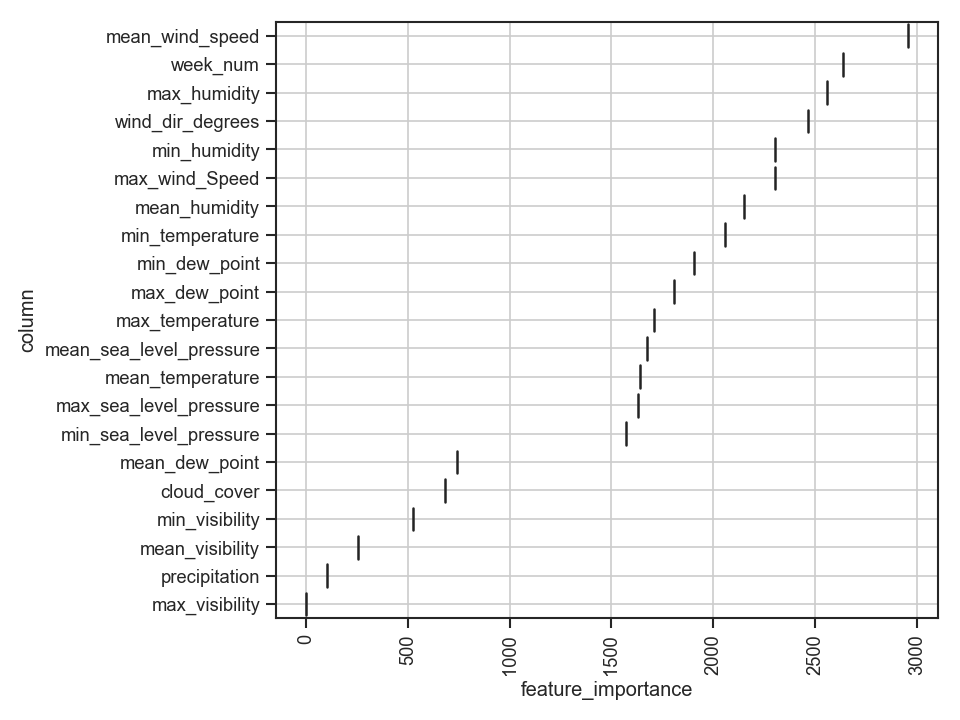 mean_wind_speed
week_num
max_humidity
wind_dir_degrees
min_humidity
max_wind_Speed
mean_humidity
min_temperature
min_dew_point
max_dew_point
max_temperature
mean_sea_level_pressure
mean_temperature
max_sea_level_pressure
min_sea_level_pressure
mean_dew_point
cloud_cover
min_visibility
mean_visibility
precipitation
max_visibility
column
0
500
1000
1500
2000
2500
3000
feature_importance